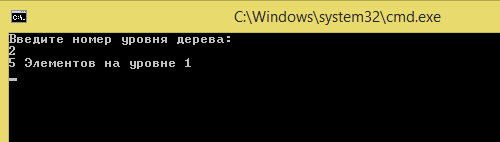 C:\Windows\system32\cmd.exe
Введите номер уровня дерева:
2
5 Элементов на уровне 1